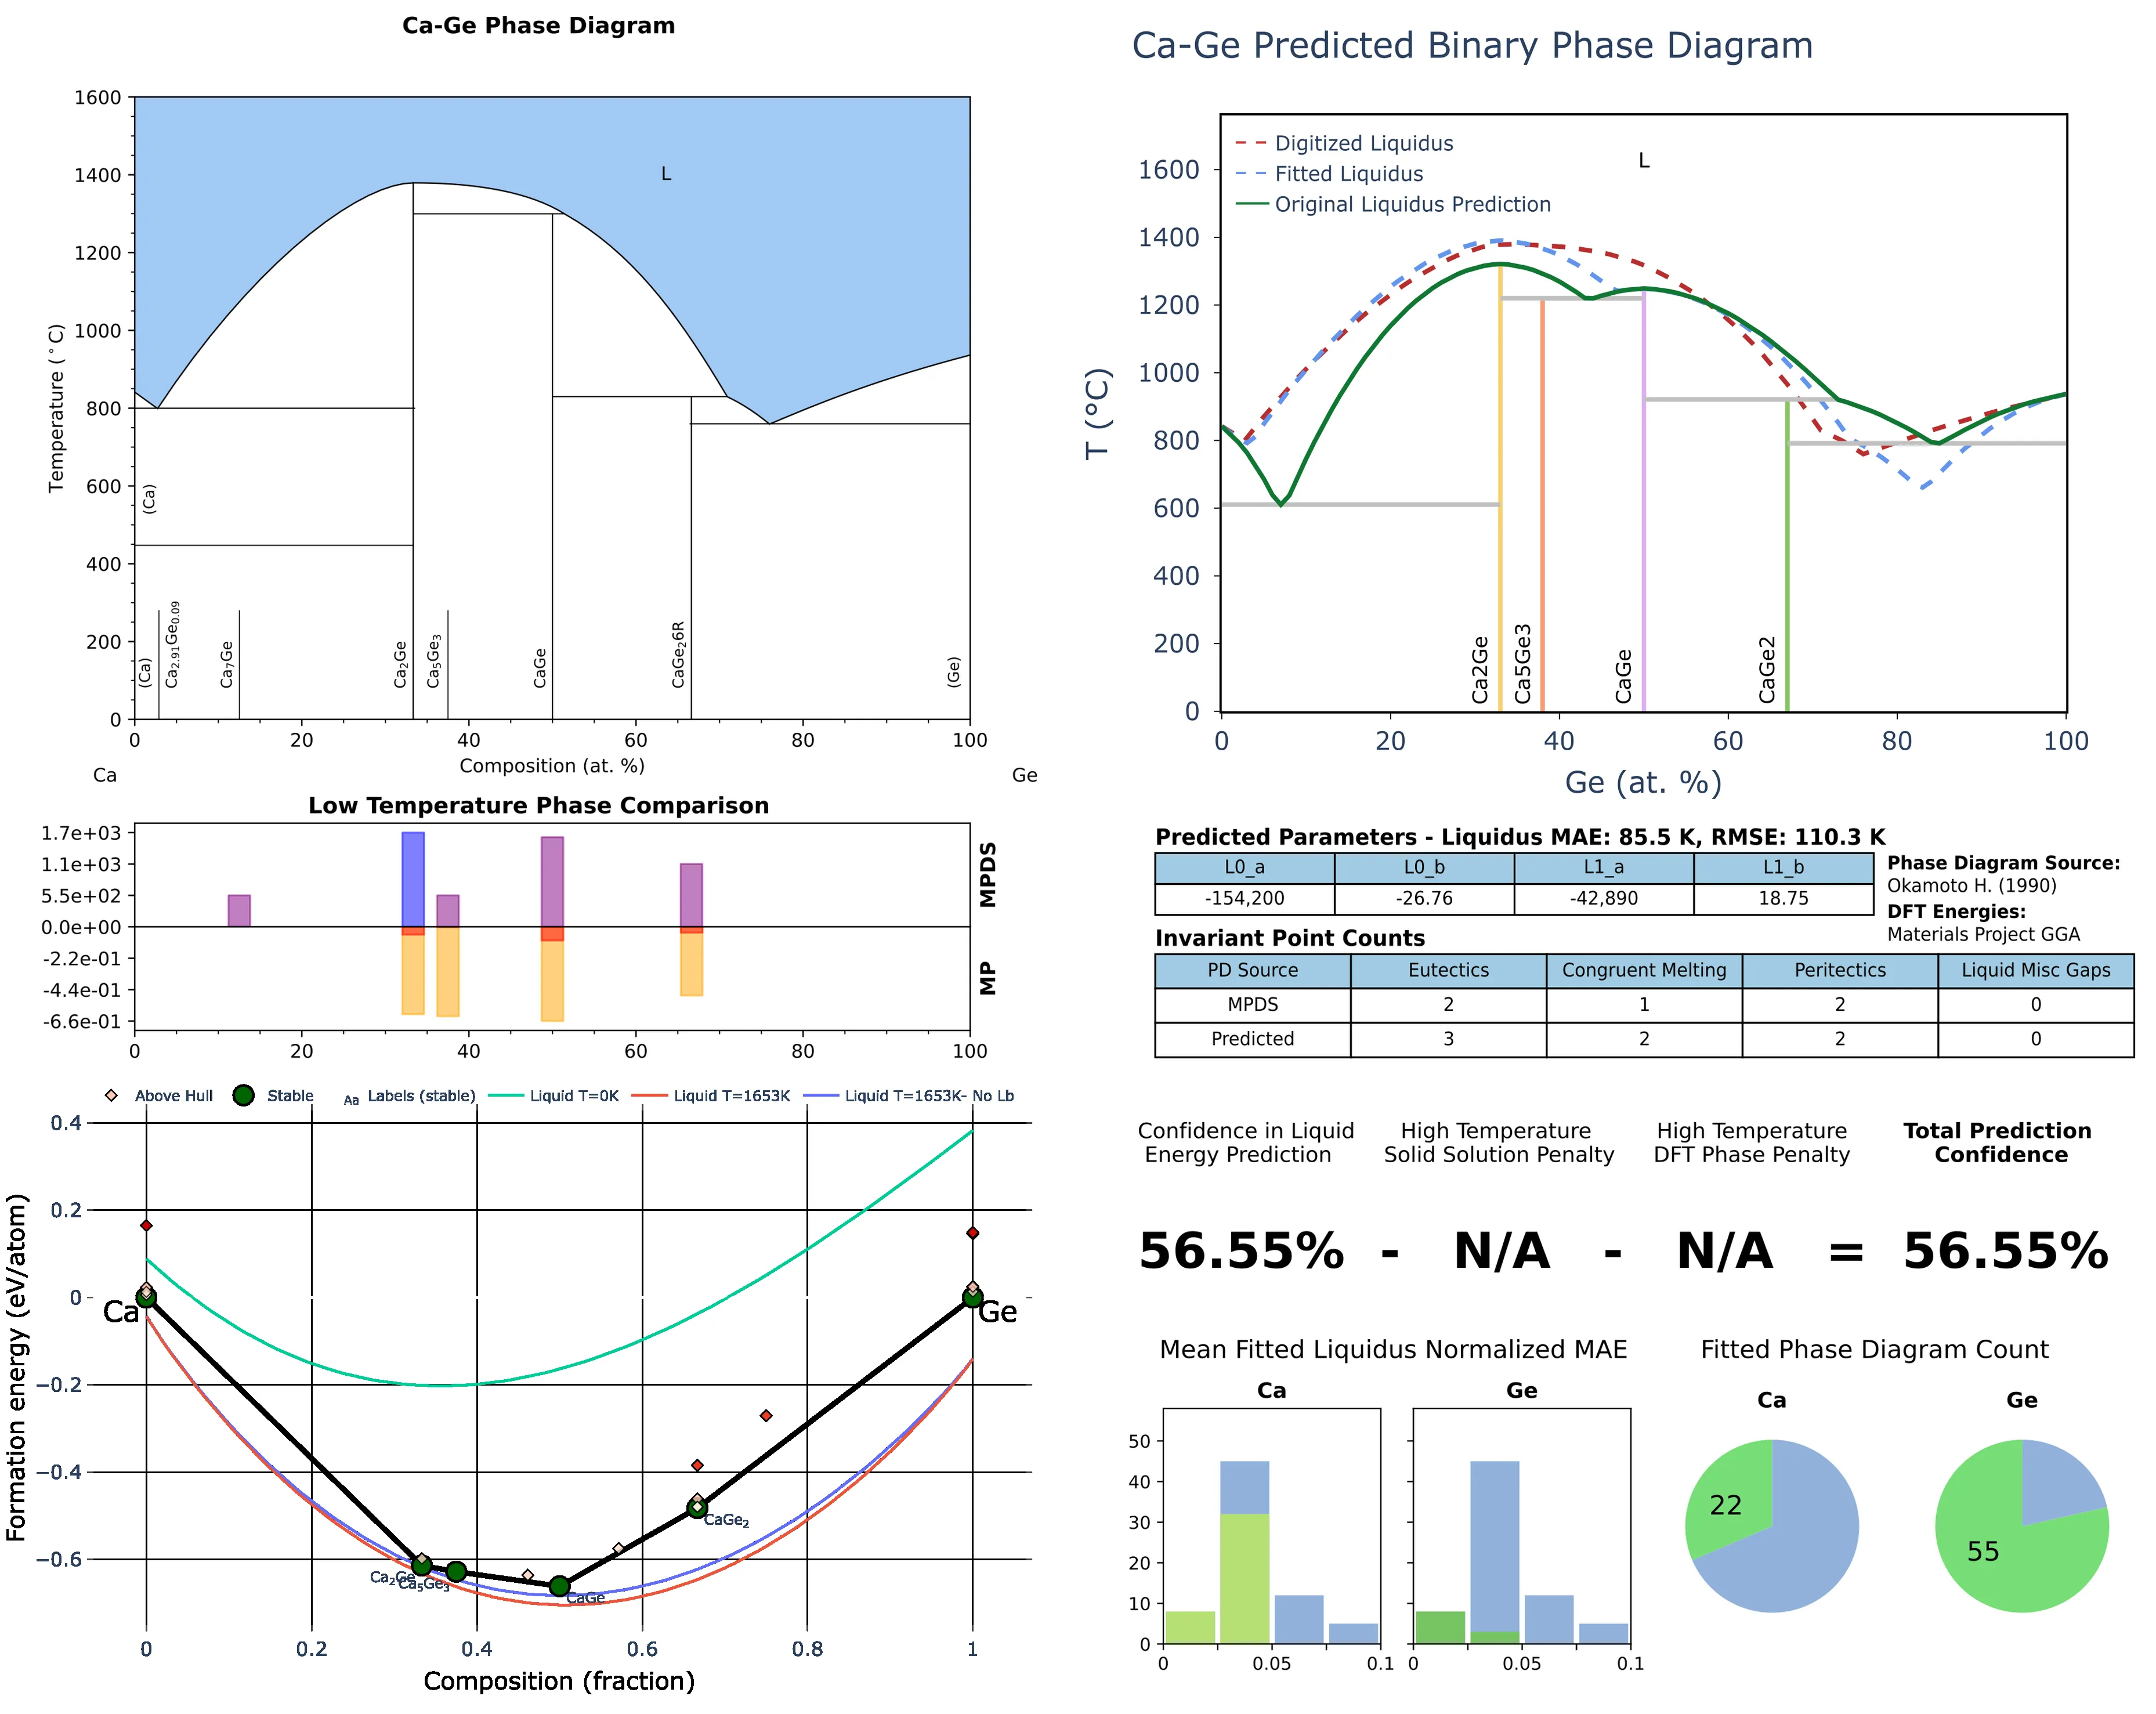 Ca-Ge Phase Diagram
1600
1400
1200
1000
800
600
400
200
0
Temperature (°C)
L
(Ca)
(Ca)
Ca2.91Ge0.09
Ca7Ge
Ca2Ge
Ca5Ge3
CaGe
CaGe26R
(Ge)
0 20 40 60 80 100
Composition (at. %)
Ca Ge
Ca-Ge Predicted Binary Phase Diagram
Digitized Liquidus
Fitted Liquidus
Original Liquidus Prediction
L
1600
1400
1200
1000
800
600
400
200
0
T (°C)
Ca2Ge
Ca5Ge3
CaGe
CaGe2
0 20 40 60 80 100
Ge (at. %)
Low Temperature Phase Comparison
1.7e+03
1.1e+03
5.5e+02
0.0e+00
-2.2e-01
-4.4e-01
-6.6e-01
MPDS
MP
0 20 40 60 80 100
Predicted Parameters - Liquidus MAE: 85.5 K, RMSE: 110.3 K
L0_a L0_b L1_a L1_b
-154,200 -26.76 -42,890 18.75
Phase Diagram Source:
Okamoto H. (1990)
DFT Energies:
Materials Project GGA
Invariant Point Counts
PD Source Eutectics Congruent Melting Peritectics Liquid Misc Gaps
MPDS 2 1 2 0
Predicted 3 2 2 0
Above Hull Stable Aa Labels (stable) Liquid T=0K Liquid T=1653K Liquid T=1653K- No Lb
0.4
0.2
0
−0.2
−0.4
−0.6
Formation energy (eV/atom)
Ca
Ge
Ca2Ge
Ca5Ge3
CaGe
CaGe2
0 0.2 0.4 0.6 0.8 1
Composition (fraction)
Confidence in Liquid
Energy Prediction
High Temperature
Solid Solution Penalty
High Temperature
DFT Phase Penalty
Total Prediction
Confidence
56.55% - N/A - N/A = 56.55%
Mean Fitted Liquidus Normalized MAE
Ca Ge
50
40
30
20
10
0
0 0.05 0.1
0 0.05 0.1
Fitted Phase Diagram Count
Ca Ge
22
55